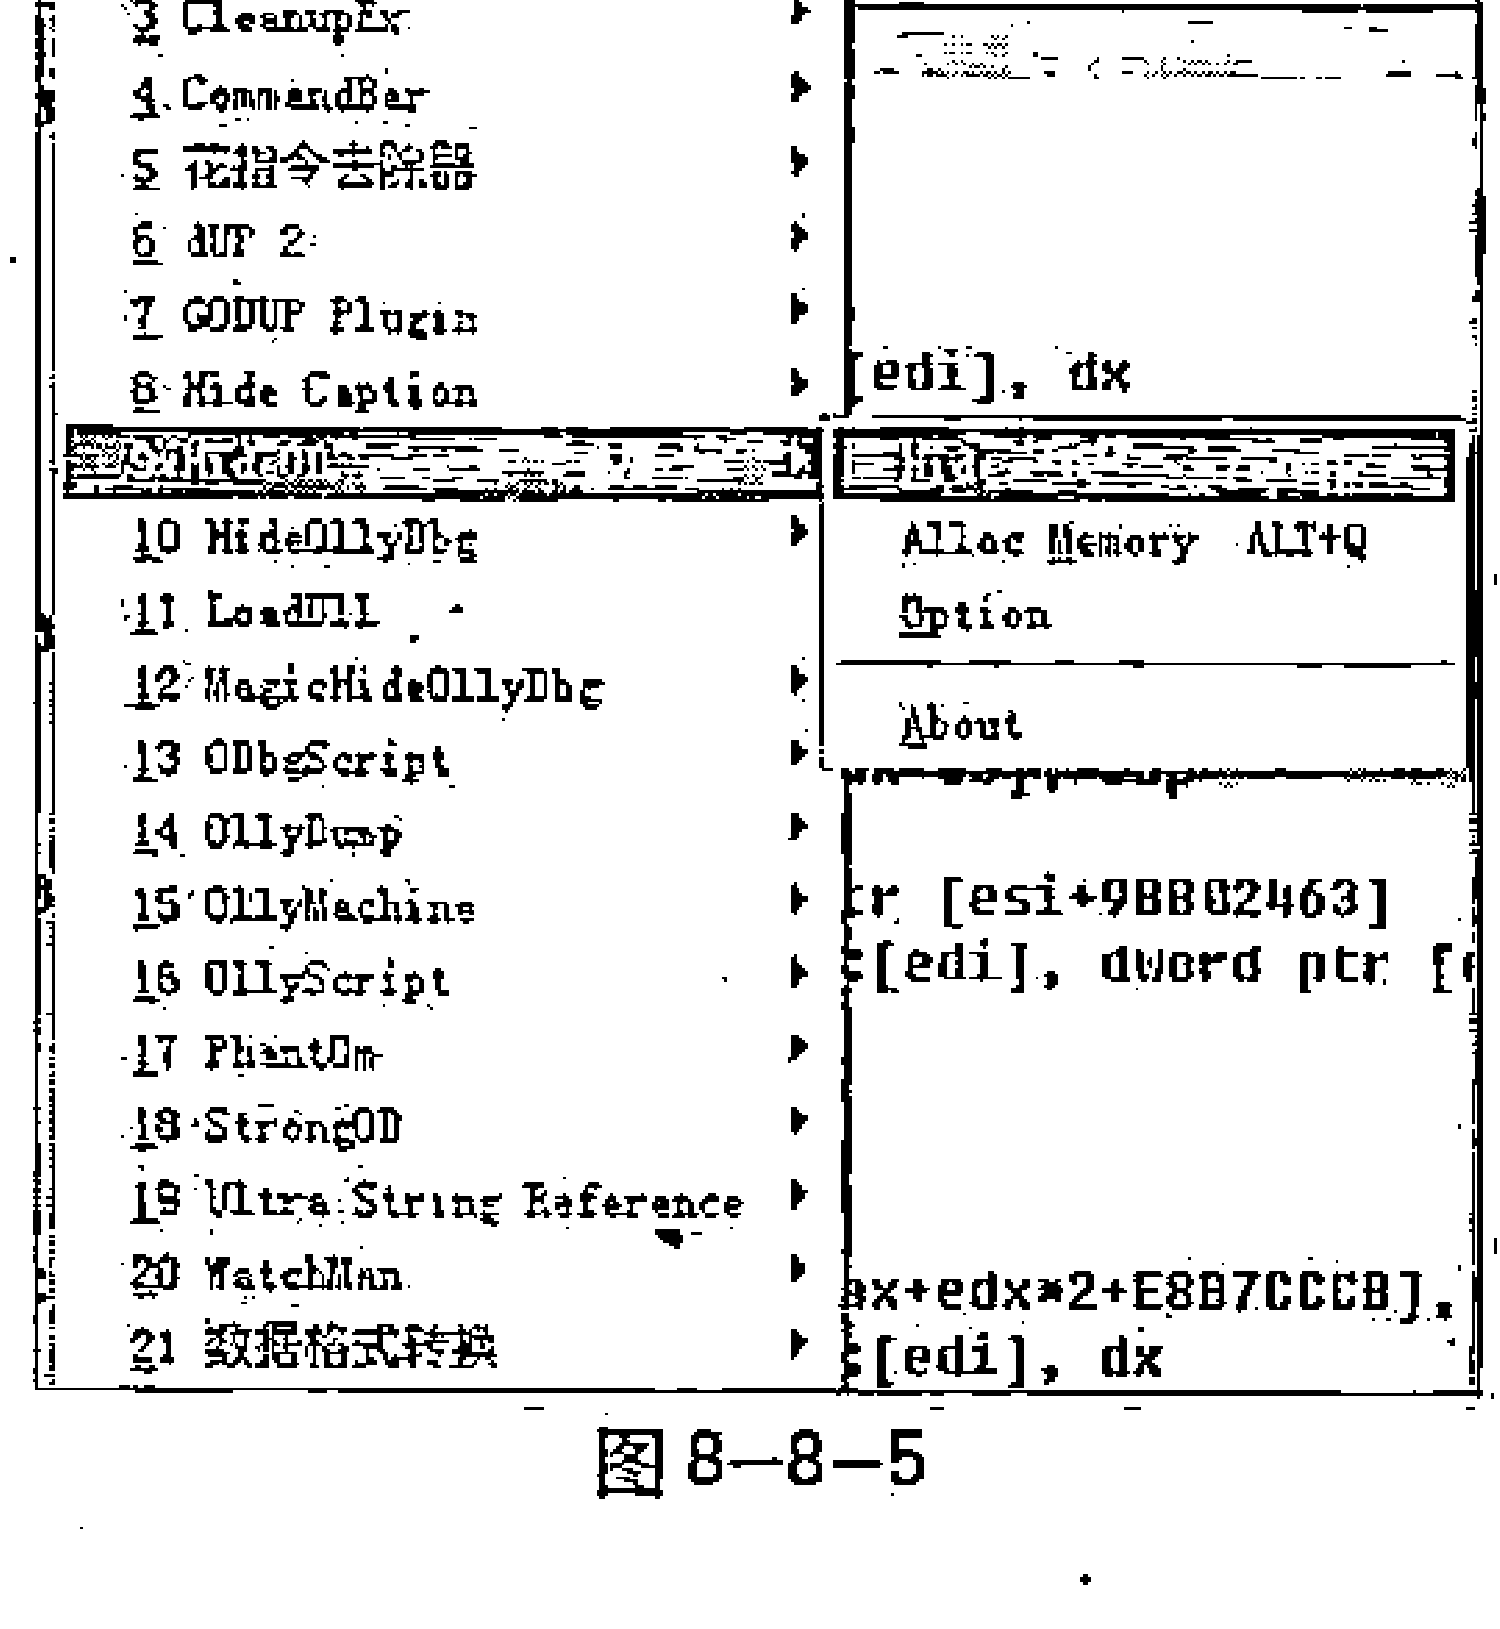 3 CleanupEx
4 CommandBar
5 花指令去除器
6 dUP 2
7 GODUP Plugin
8 Hide Caption
[edi], dx
10 HideOllyDbg
Alloc Memory ALT+Q
11 LoadDll
Option
12 MagicHideOllyDbg
About
13 ODbgScript
14 OllyDump
15 OllyMachine
[esi+9BB02463]
16 OllyScript
[edi], dword ptr
17 PhantOm
18 StrongOD
19 Ultra String Reference
20 WatchMan
ex+edx*2+E8B7CCCB],
21 数据格式转换
[edi], dx
图8-8-5